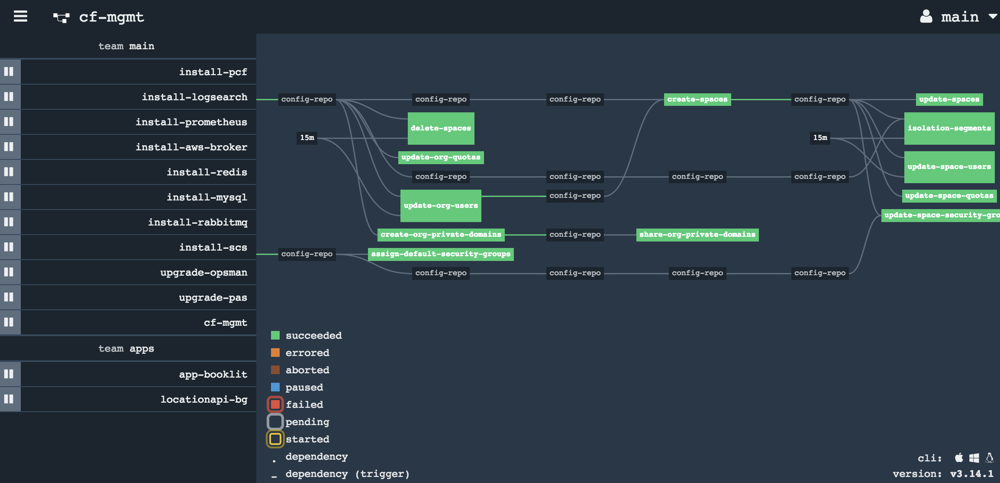 cf-mgmt
main
team main
install-pcf
install-logsearch
install-prometheus
install-aws-broker
install-redis
install-mysql
install-rabbitmq
install-scs
upgrade-opsman
upgrade-pas
cf-mgmt
team apps
app-booklit
locationapi-bg
config-repo config-repo config-repo create-spaces config-repo update-spaces
delete-spaces isolation-segments
15m 15m
update-org-quotas
update-space-users
config-repo config-repo config-repo config-repo
config-repo update-space-quotas
update-org-users
update-space-security-gro
create-org-private-domains config-repo share-org-private-domains
config-repo assign-default-security-groups
config-repo config-repo config-repo config-repo
succeeded
errored
aborted
paused
failed
pending
started
dependency
dependency (trigger)
cli:
version: v3.14.1